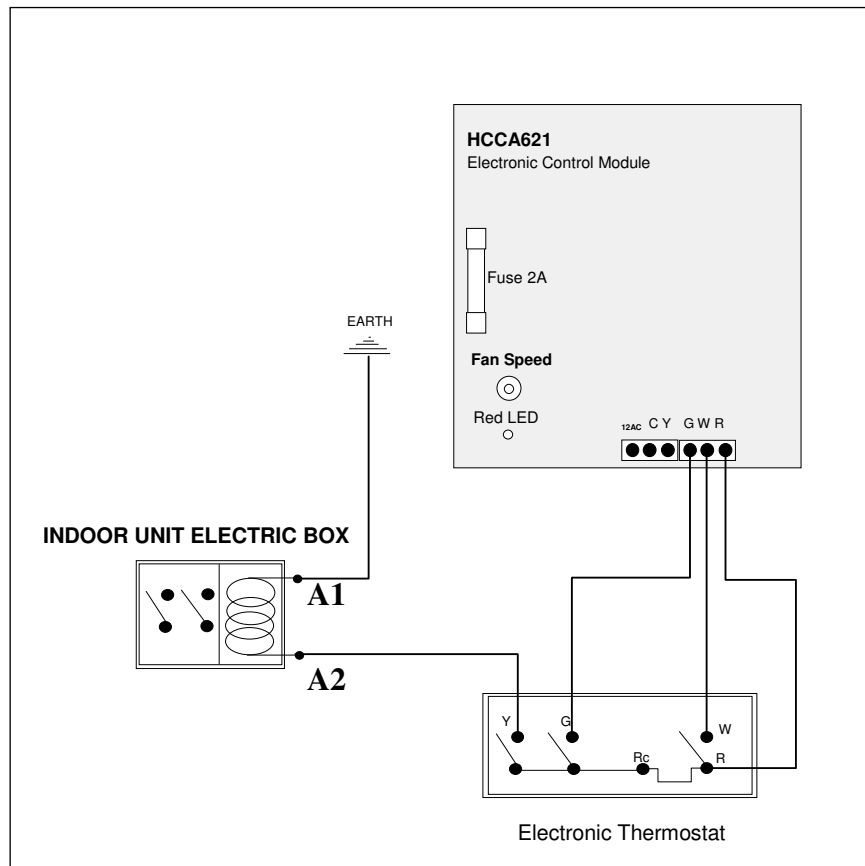 HCCA621
Electronic Control Module
Fuse 2A
EARTH
Fan Speed
Red LED
12AC C Y G W R
INDOOR UNIT ELECTRIC BOX
A1
A2
Y G W
Rc R
Electronic Thermostat